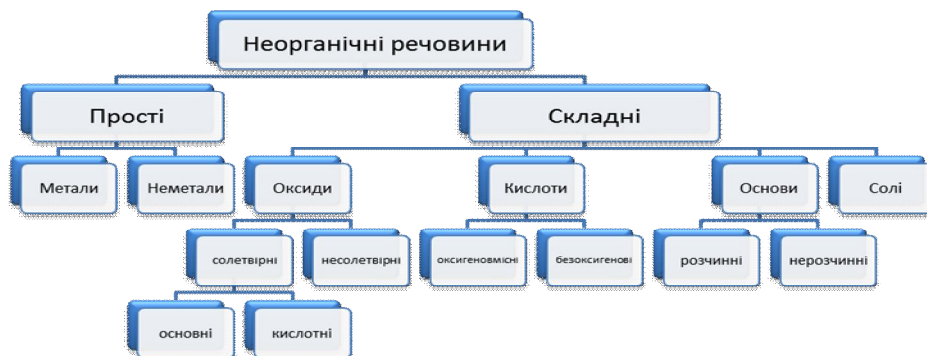 Неорганічні речовини
Прості
Складні
Метали
Неметали
Оксиди
Кислоти
Основи
Солі
солетвірні
несолетвірні
оксигеновмісні
безоксигенові
розчинні
нерозчинні
основні
кислотні